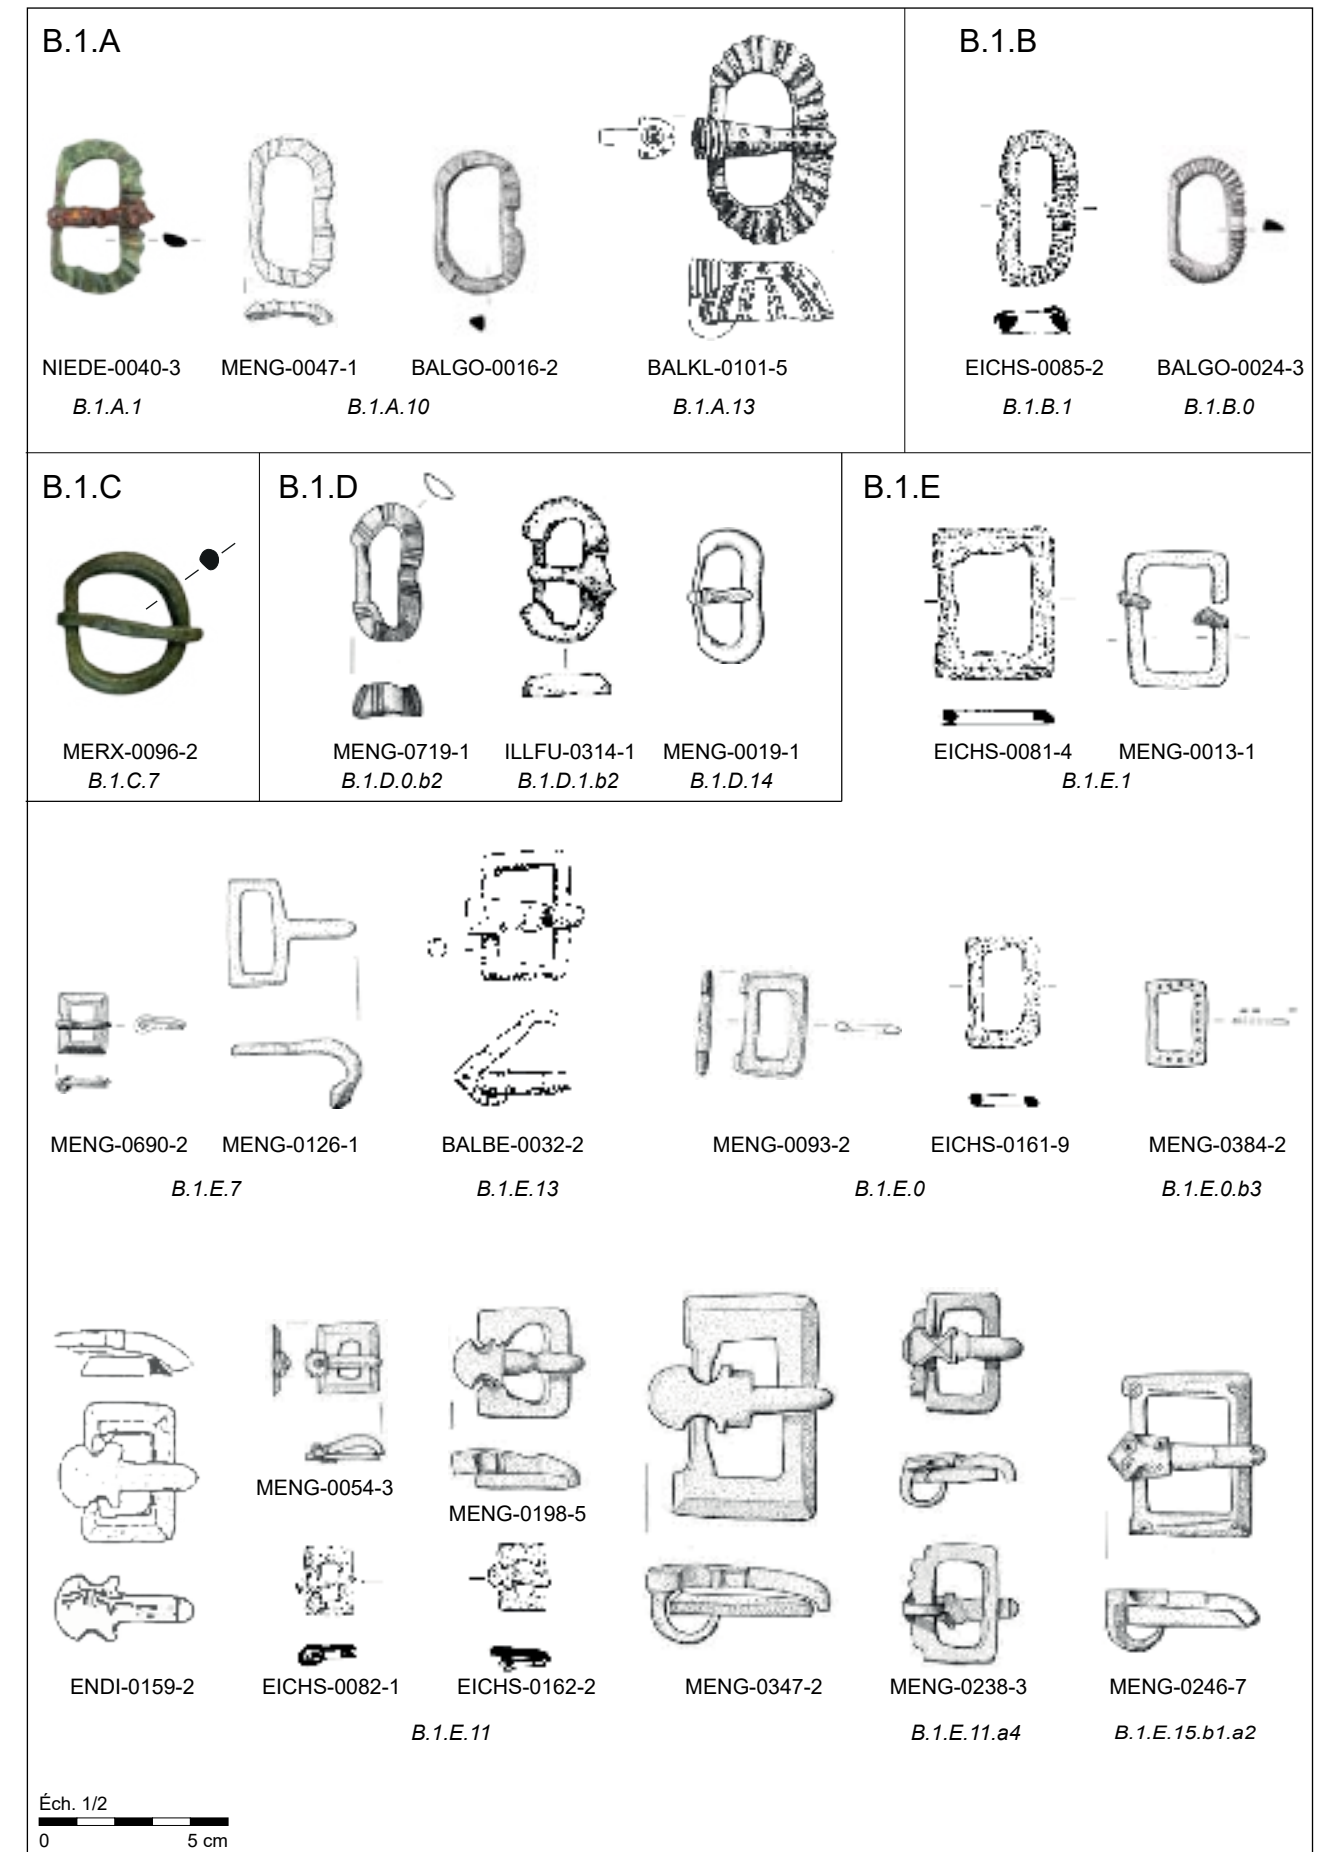 B.1.A
B.1.B
NIEDE-0040-3 MENG-0047-1 BALGO-0016-2 BALKL-0101-5
B.1.A.1 B.1.A.10 B.1.A.13
EICHS-0085-2 BALGO-0024-3
B.1.B.1 B.1.B.0
B.1.C
MERX-0096-2
B.1.C.7
B.1.D
MENG-0719-1 ILLFU-0314-1 MENG-0019-1
B.1.D.0.b2 B.1.D.1.b2 B.1.D.14
B.1.E
EICHS-0081-4 MENG-0013-1
B.1.E.1
MENG-0690-2 MENG-0126-1 BALBE-0032-2 MENG-0093-2 EICHS-0161-9 MENG-0384-2
B.1.E.7 B.1.E.13 B.1.E.0 B.1.E.0.b3
MENG-0054-3
MENG-0198-5
ENDI-0159-2 EICHS-0082-1 EICHS-0162-2 MENG-0347-2 MENG-0238-3 MENG-0246-7
B.1.E.11 B.1.E.11.a4 B.1.E.15.b1.a2
Éch. 1/2
0 5 cm